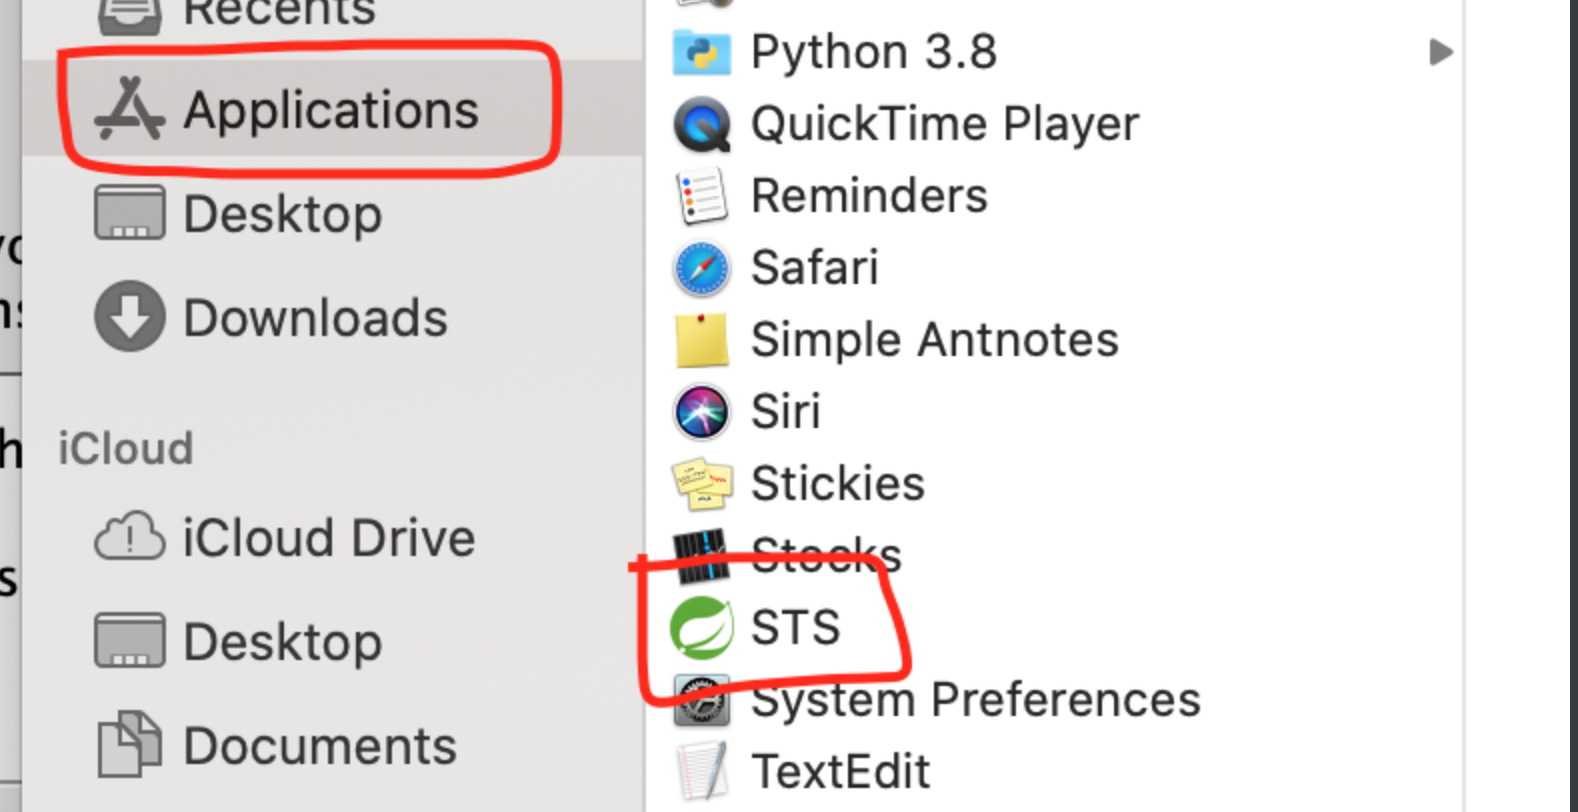 Recents
Applications
Desktop
Downloads
iCloud
iCloud Drive
Desktop
Documents
Python 3.8
QuickTime Player
Reminders
Safari
Simple Antnotes
Siri
Stickies
Stocks
STS
System Preferences
TextEdit